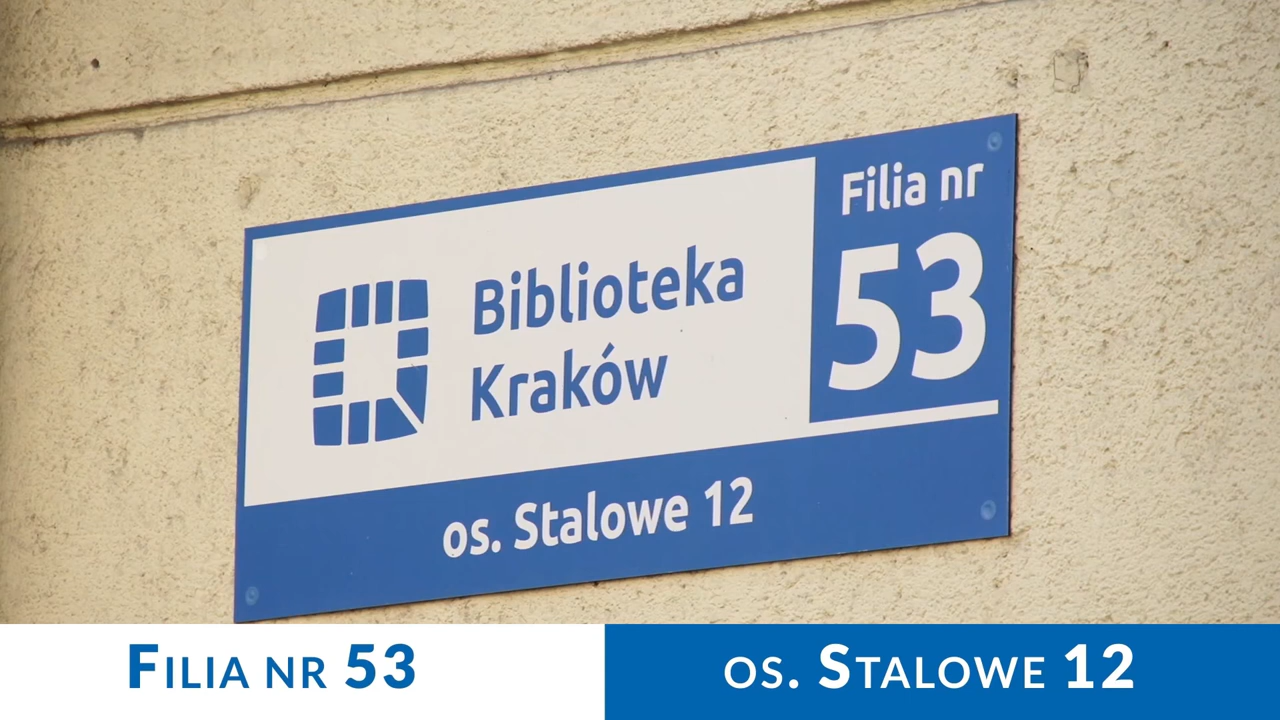 Biblioteka
Kraków
Filia nr
53
os. Stalowe 12
Filia nr 53
os. Stalowe 12